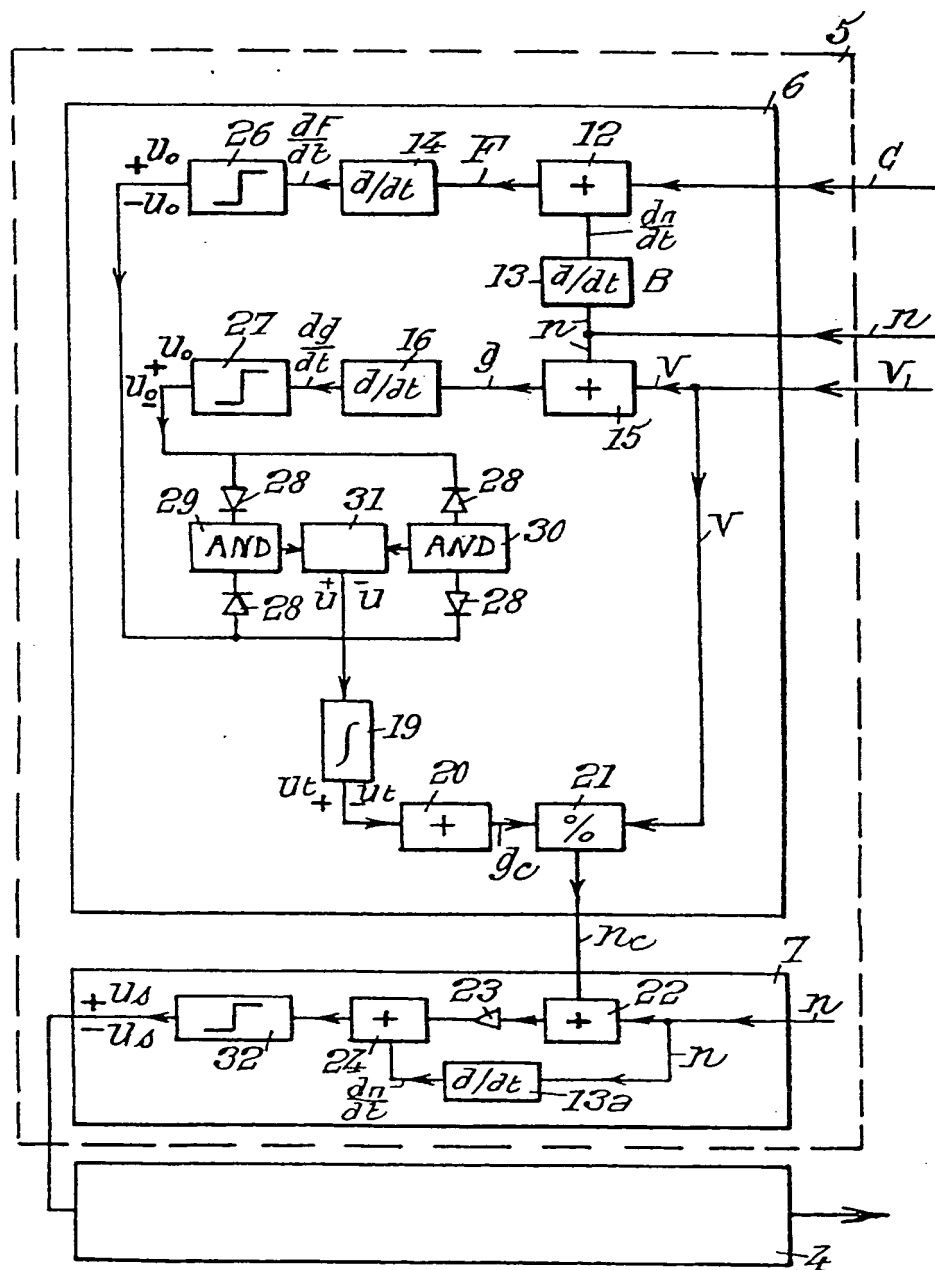 5
6
+ u₀
- u₀
26
dF/dt
14
d/dt
F
12
+
G
dn/dt
13
d/dt
B
n
n
+ u₀
u₀ -
27
dg/dt
16
d/dt
g
+
15
V
V
28
28
29
AND
31
AND
30
V
28
+ u
- u
28
∫
19
ut +
- ut
20
+
gc
21
%
nc
7
+ us
- us
32
24
+
23
+
22
n
n
dn/dt
d/dt
13a
4